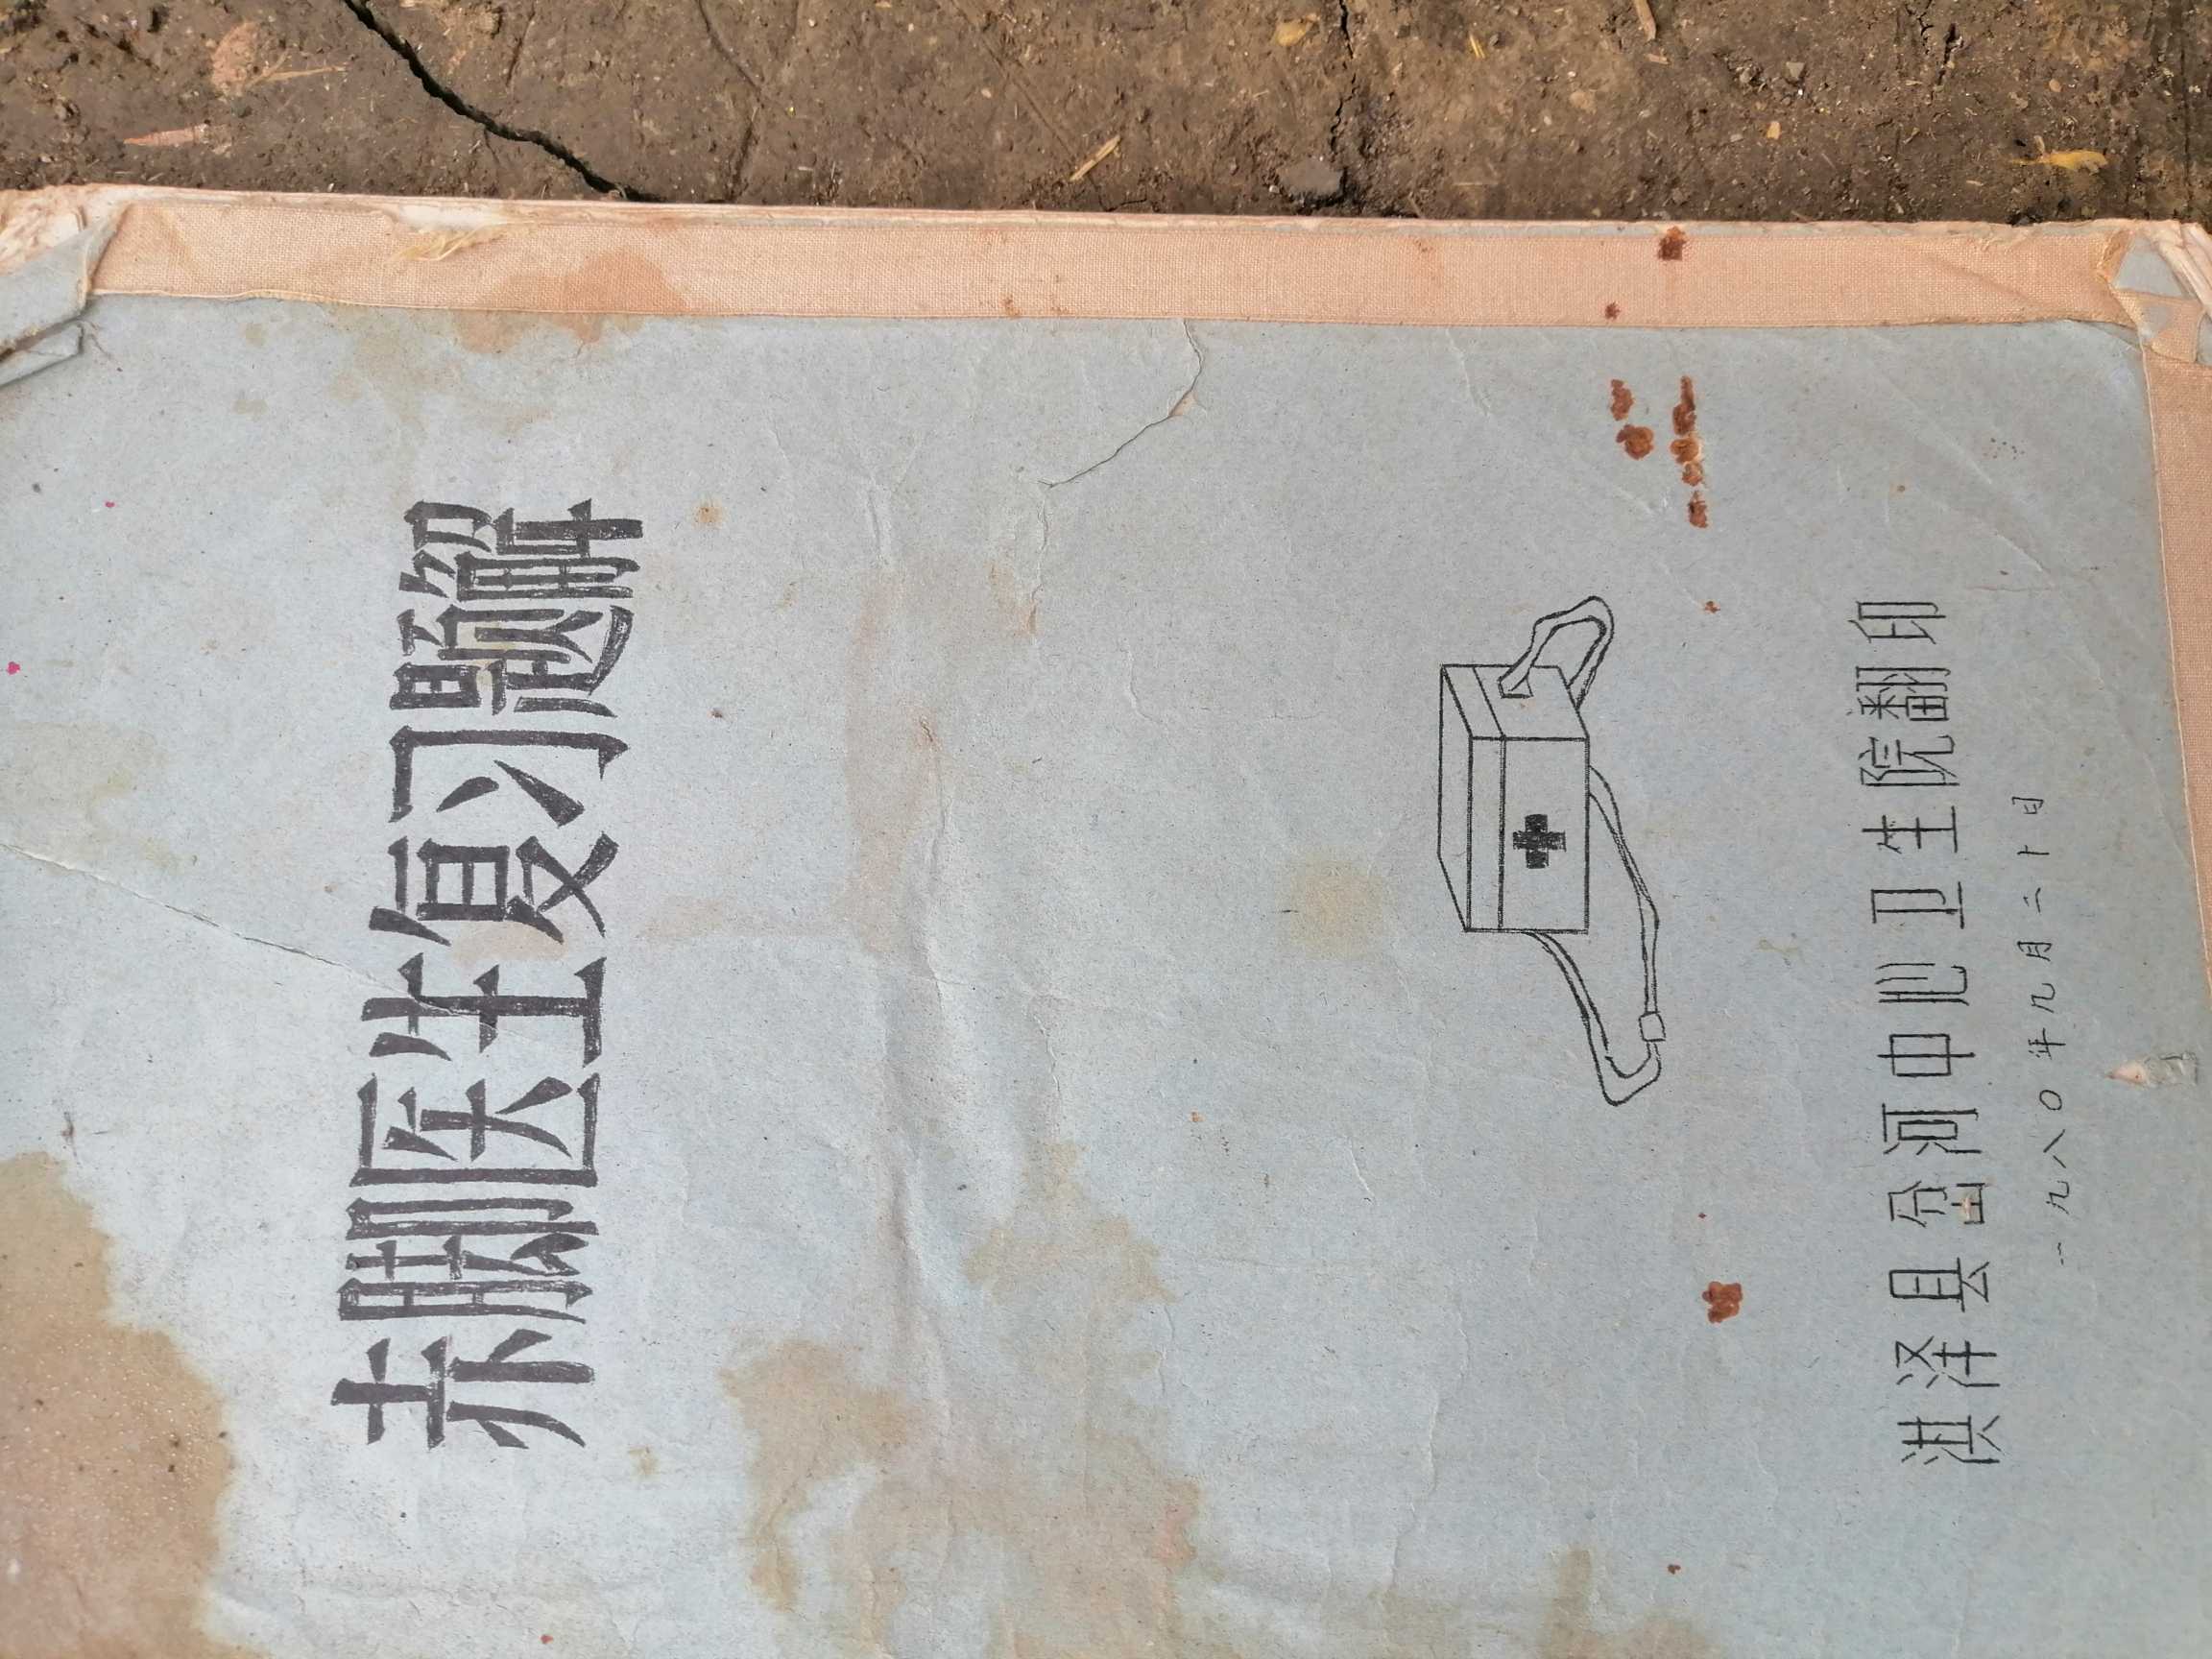 赤脚医生复习题解
洪泽县岔河中心卫生院翻印
一九八〇年九月二十日